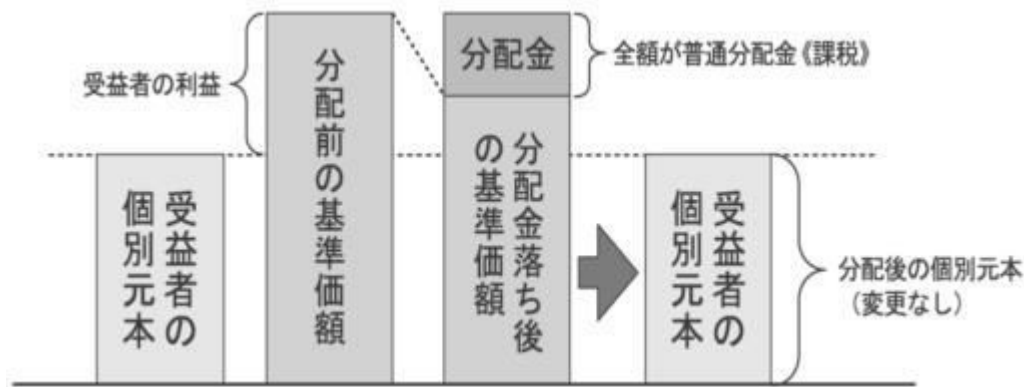 受益者の利益
分配前の基準価額
分配金
全額が普通分配金《課税》
受益者の
個別元本
分配金落ち後
の基準価額
受益者の
個別元本
分配後の個別元本
（変更なし）